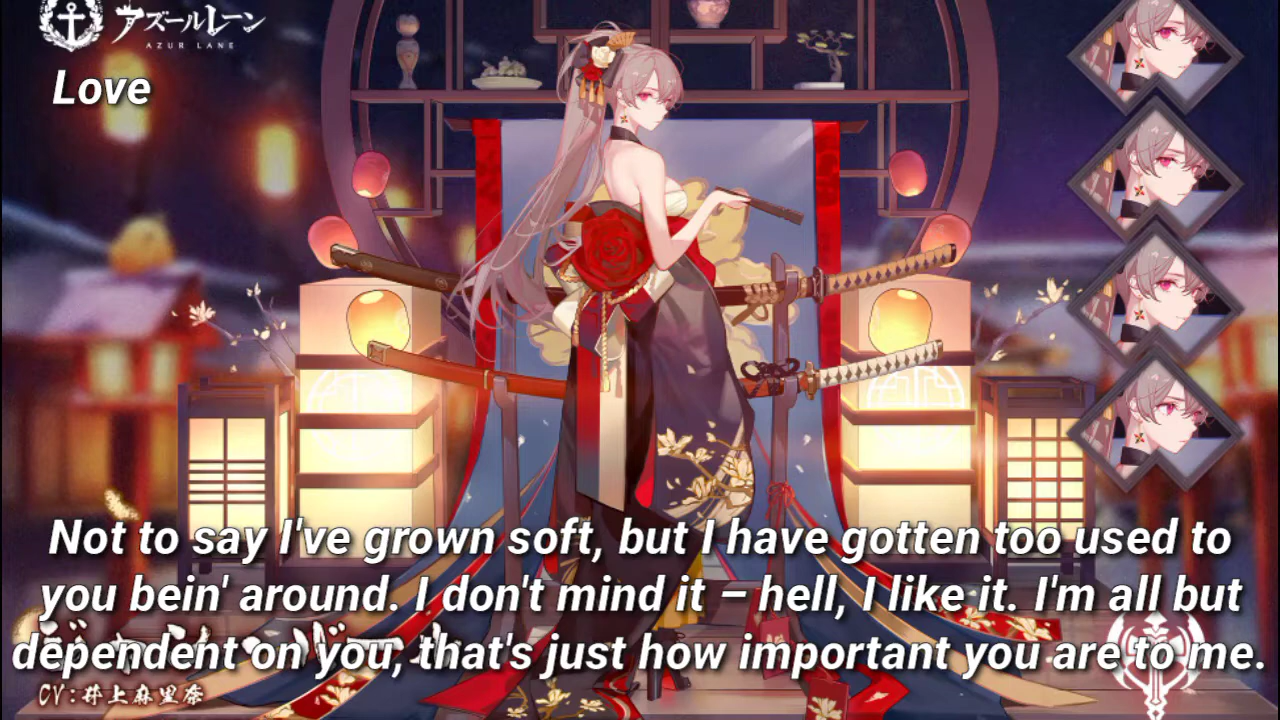 アズールレーン
AZUR LANE
Love
Not to say I've grown soft, but I have gotten too used to
you bein' around. I don't mind it – hell, I like it. I'm all but
dependent on you, that's just how important you are to me.
CV:井上麻里奈